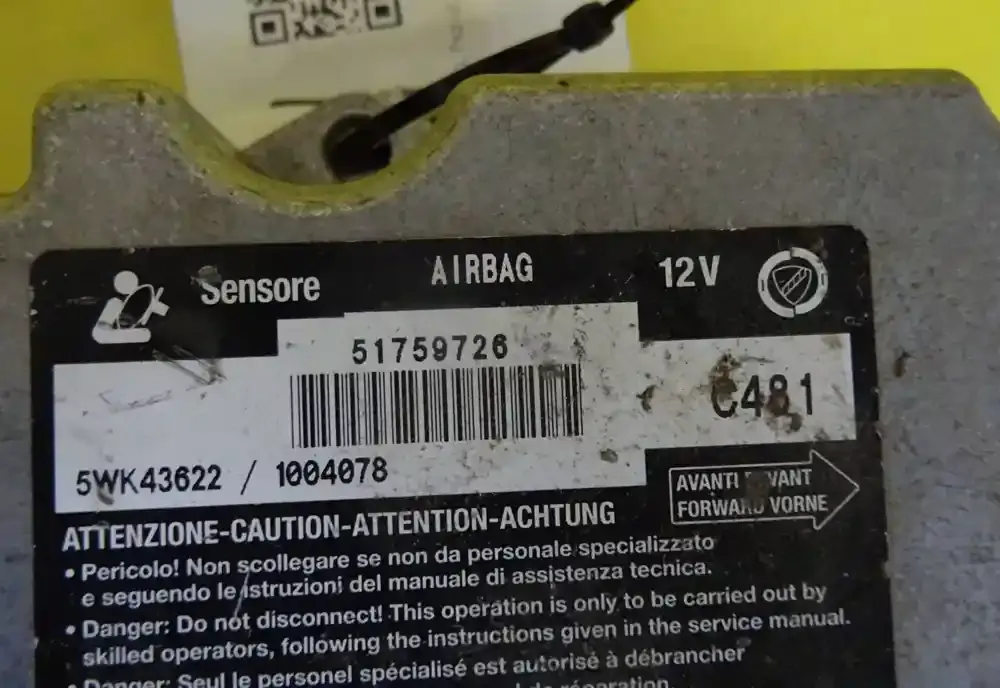 Sensore
AIRBAG
12V
51759726
C481
5WK43622 / 1004078
AVANTI
FORWARD VORNE
ATTENZIONE-CAUTION-ATTENTION-ACHTUNG
• Pericolo! Non scollegare se non da personale specializzato
e seguendo le istruzioni del manuale di assistenza tecnica.
• Danger: Do not disconnect! This operation is only to be carried out by
skilled operators, following the instructions given in the service manual.
• Danger: Seul le personel spécialisé est autorisé à débrancher
de réparation.